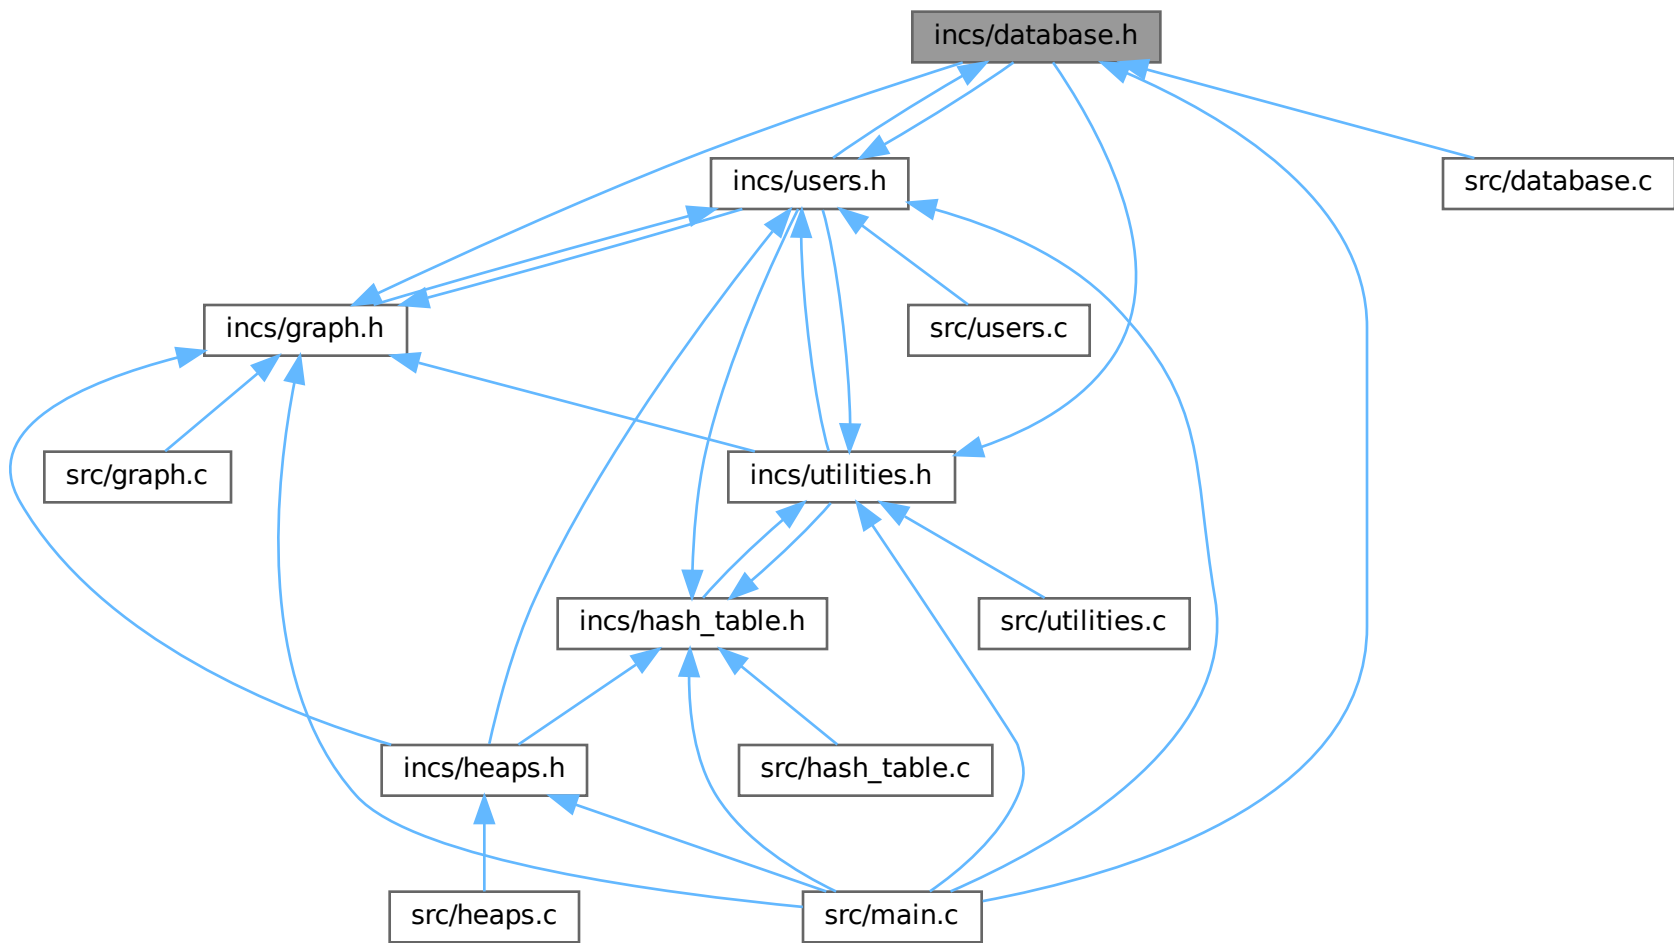 incs/database.h
incs/users.h
src/database.c
incs/graph.h
src/users.c
src/graph.c
incs/utilities.h
incs/hash_table.h
src/utilities.c
incs/heaps.h
src/hash_table.c
src/heaps.c
src/main.c